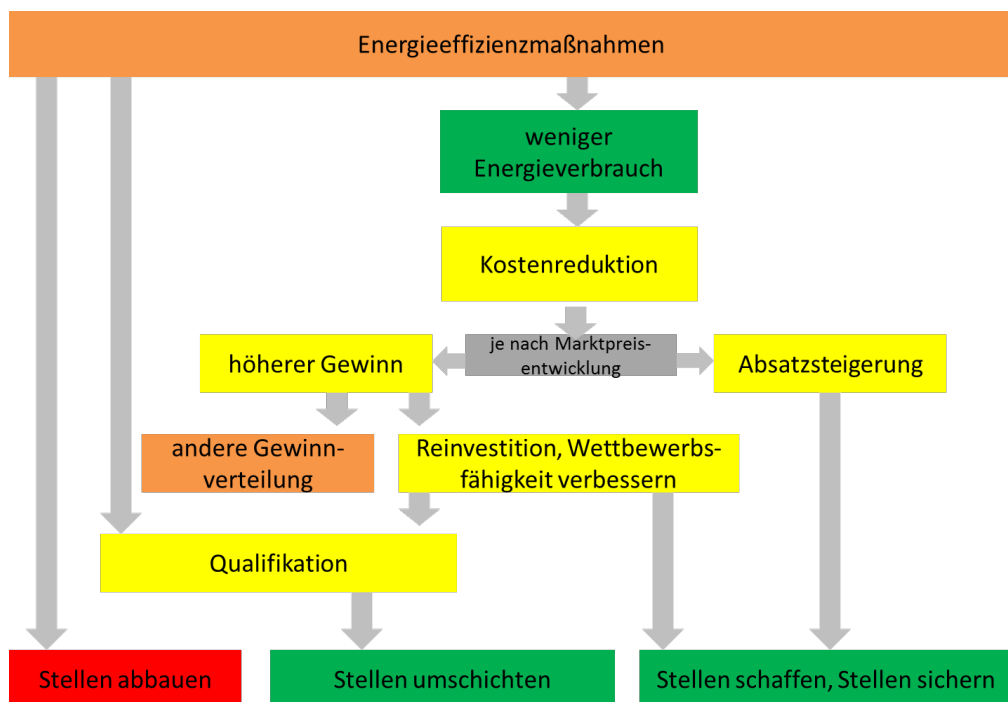 Energieeffizienzmaßnahmen
weniger
Energieverbrauch
Kostenreduktion
je nach Marktpreis-
entwicklung
höherer Gewinn
Absatzsteigerung
andere Gewinn-
verteilung
Reinvestition, Wettbewerbs-
fähigkeit verbessern
Qualifikation
Stellen abbauen
Stellen umschichten
Stellen schaffen, Stellen sichern